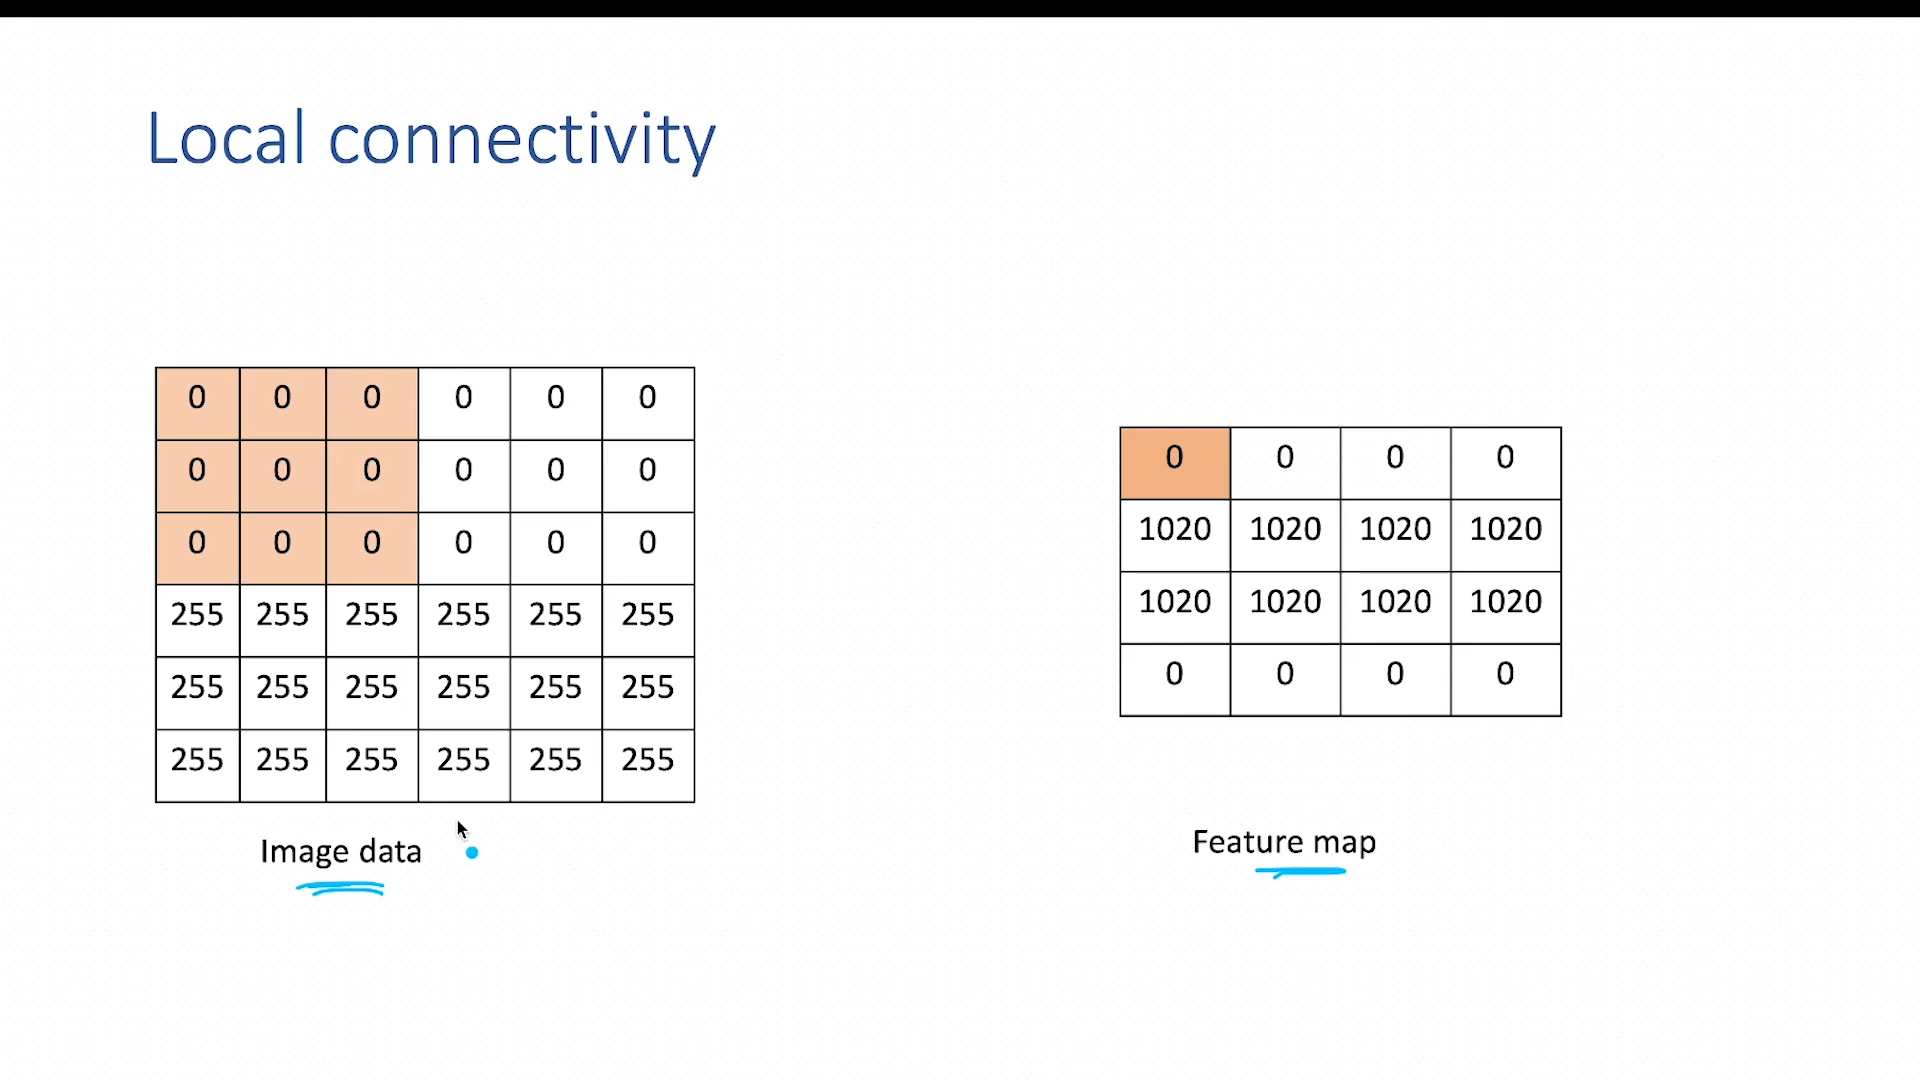 Local connectivity
0 0 0 0 0 0
0 0 0 0 0 0
0 0 0 0 0 0
255 255 255 255 255 255
255 255 255 255 255 255
255 255 255 255 255 255
Image data
0 0 0 0
1020 1020 1020 1020
1020 1020 1020 1020
0 0 0 0
Feature map